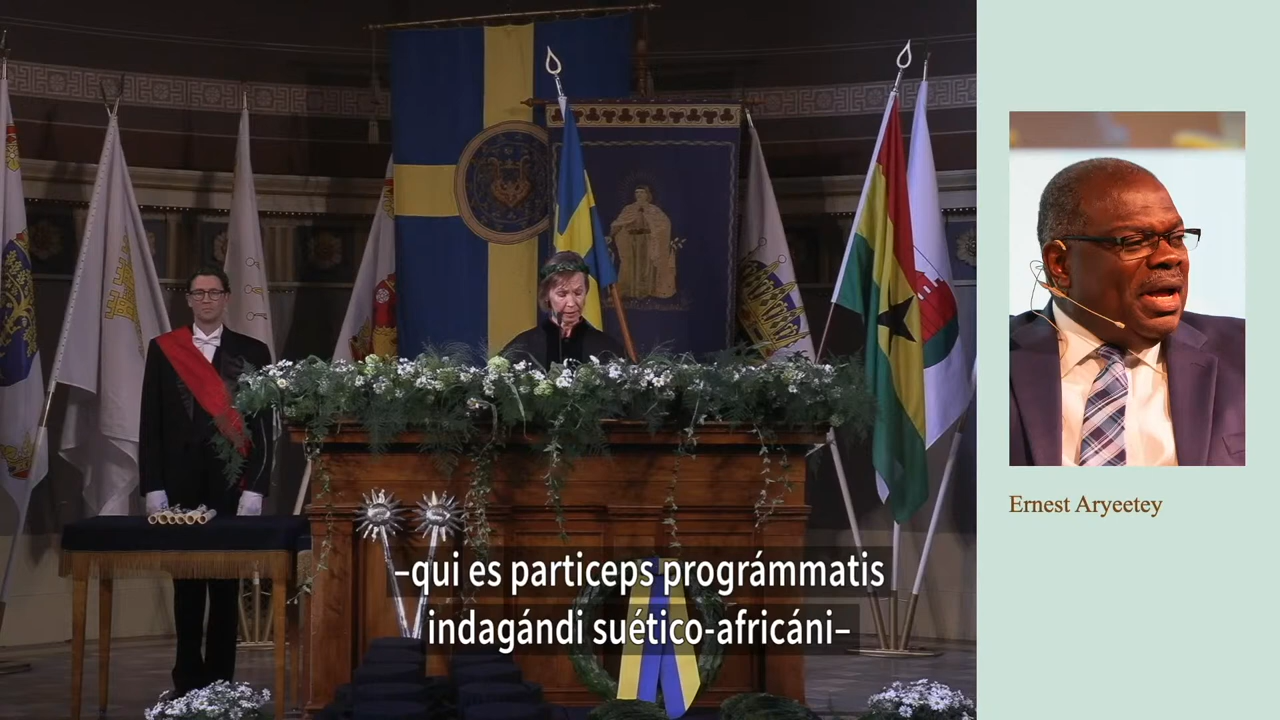 –qui es particeps prográmmatis
indagándi suético-africáni–
Ernest Aryeetey